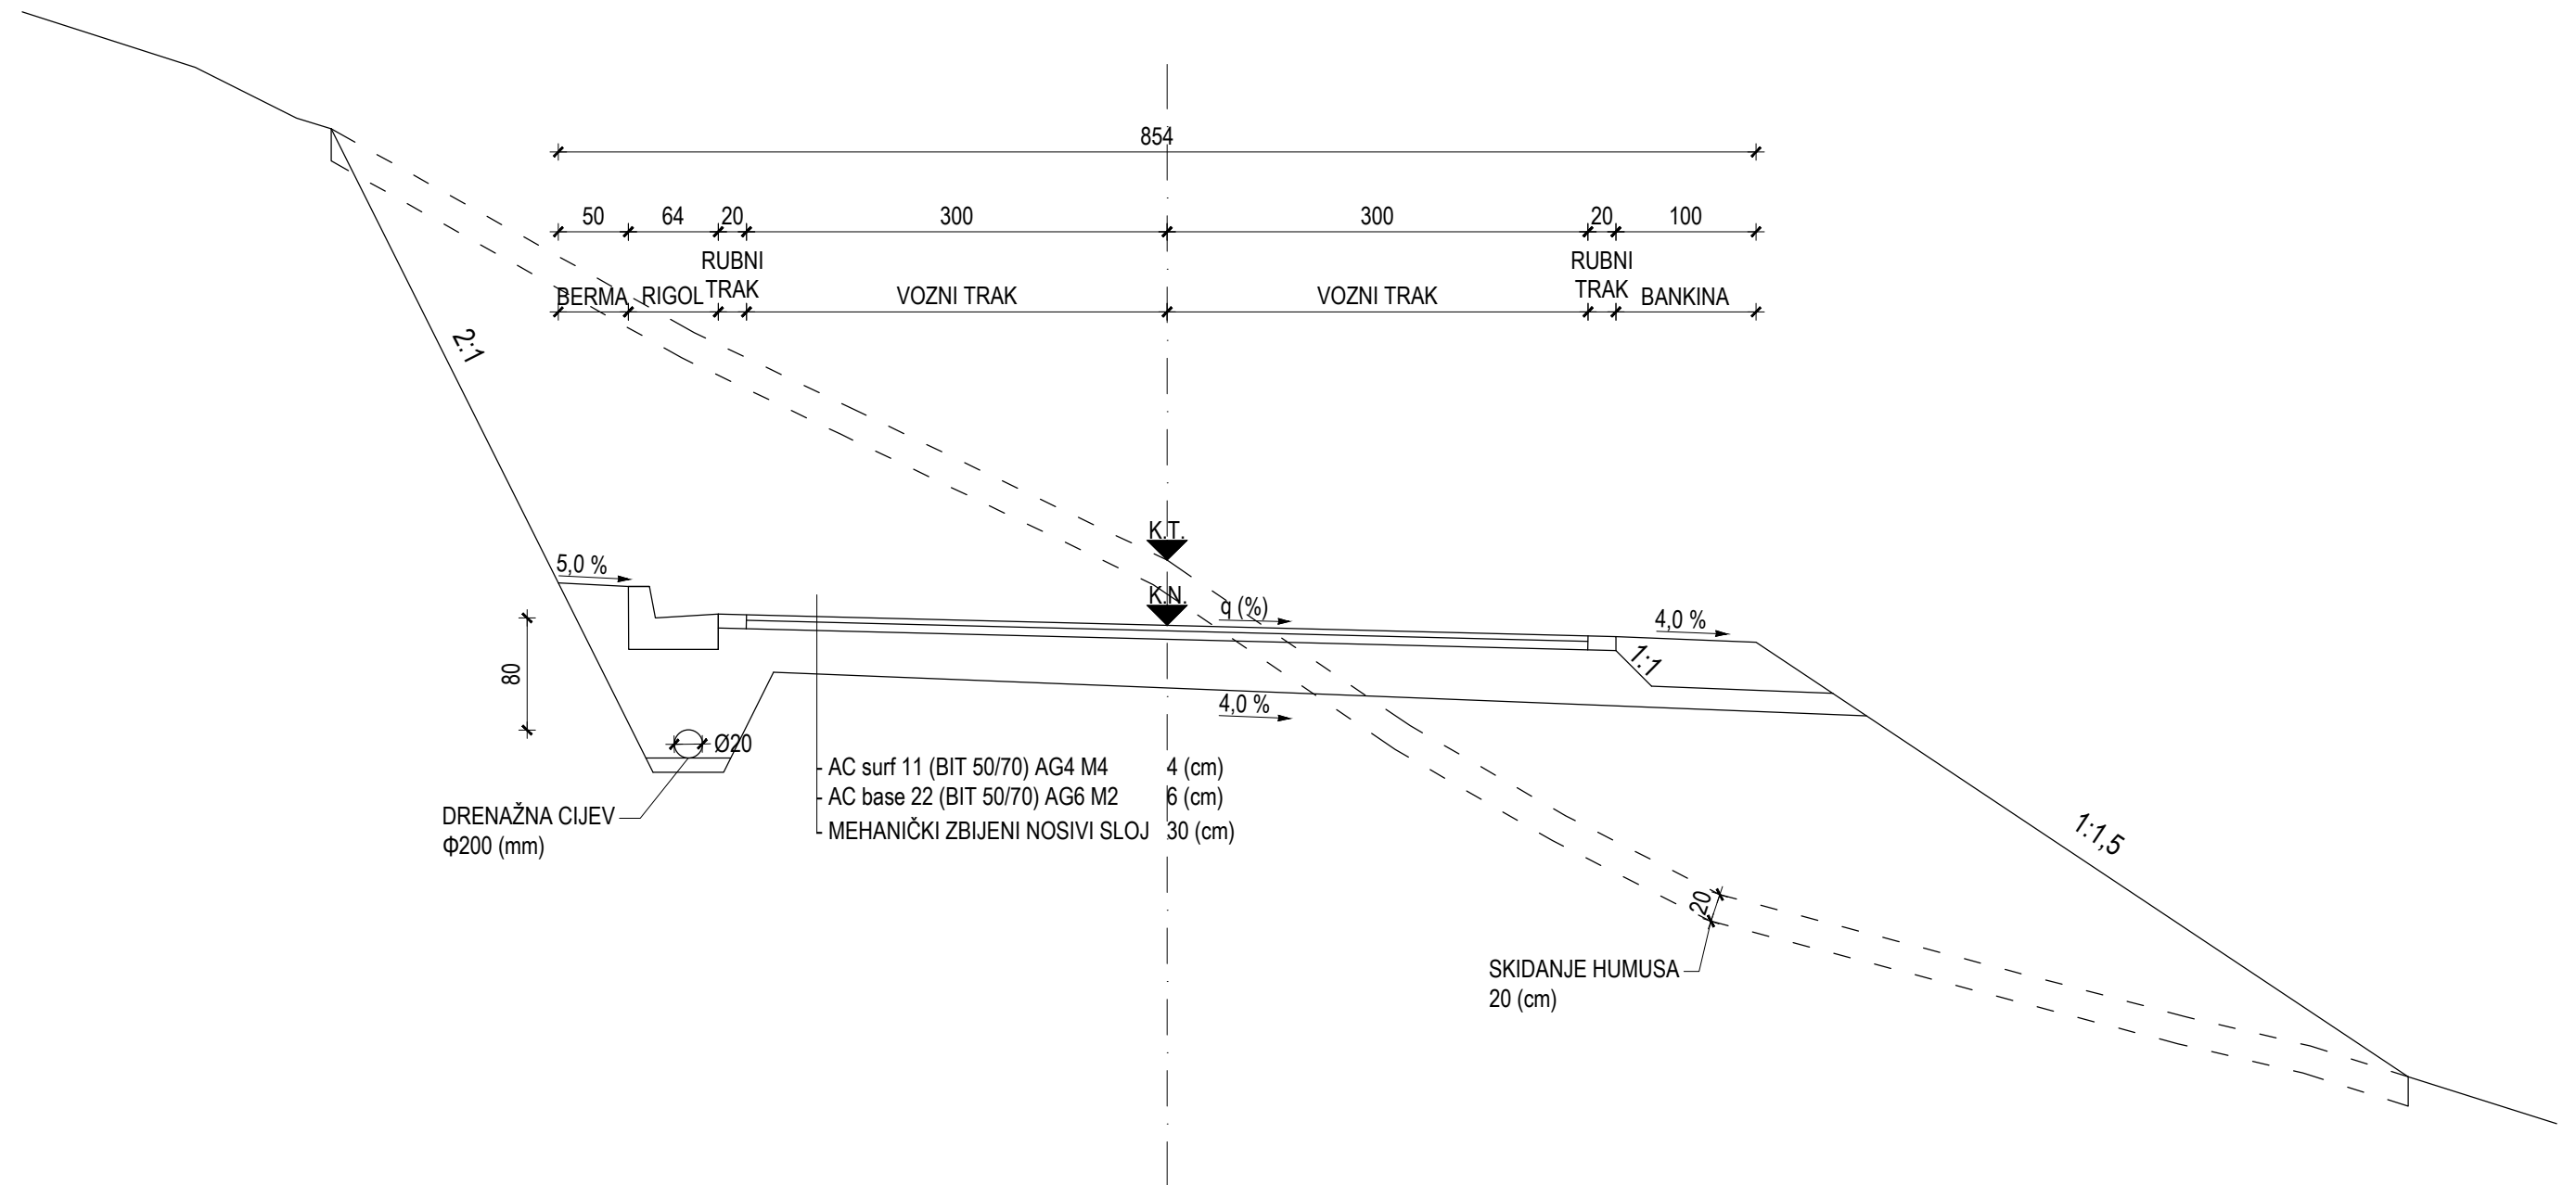 854
50 64 20 300 300 20 100
RUBNI RUBNI
TRAK TRAK
BERMA RIGOL VOZNI TRAK VOZNI TRAK BANKINA
2:1
K.T.
5,0 %
K.N.
q (%)
4,0 %
1:1
80
4,0 %
Ø20
AC surf 11 (BIT 50/70) AG4 M4 4 (cm)
AC base 22 (BIT 50/70) AG6 M2 6 (cm)
MEHANIČKI ZBIJENI NOSIVI SLOJ 30 (cm)
DRENAŽNA CIJEV
Φ200 (mm)
1:1,5
20
SKIDANJE HUMUSA
20 (cm)